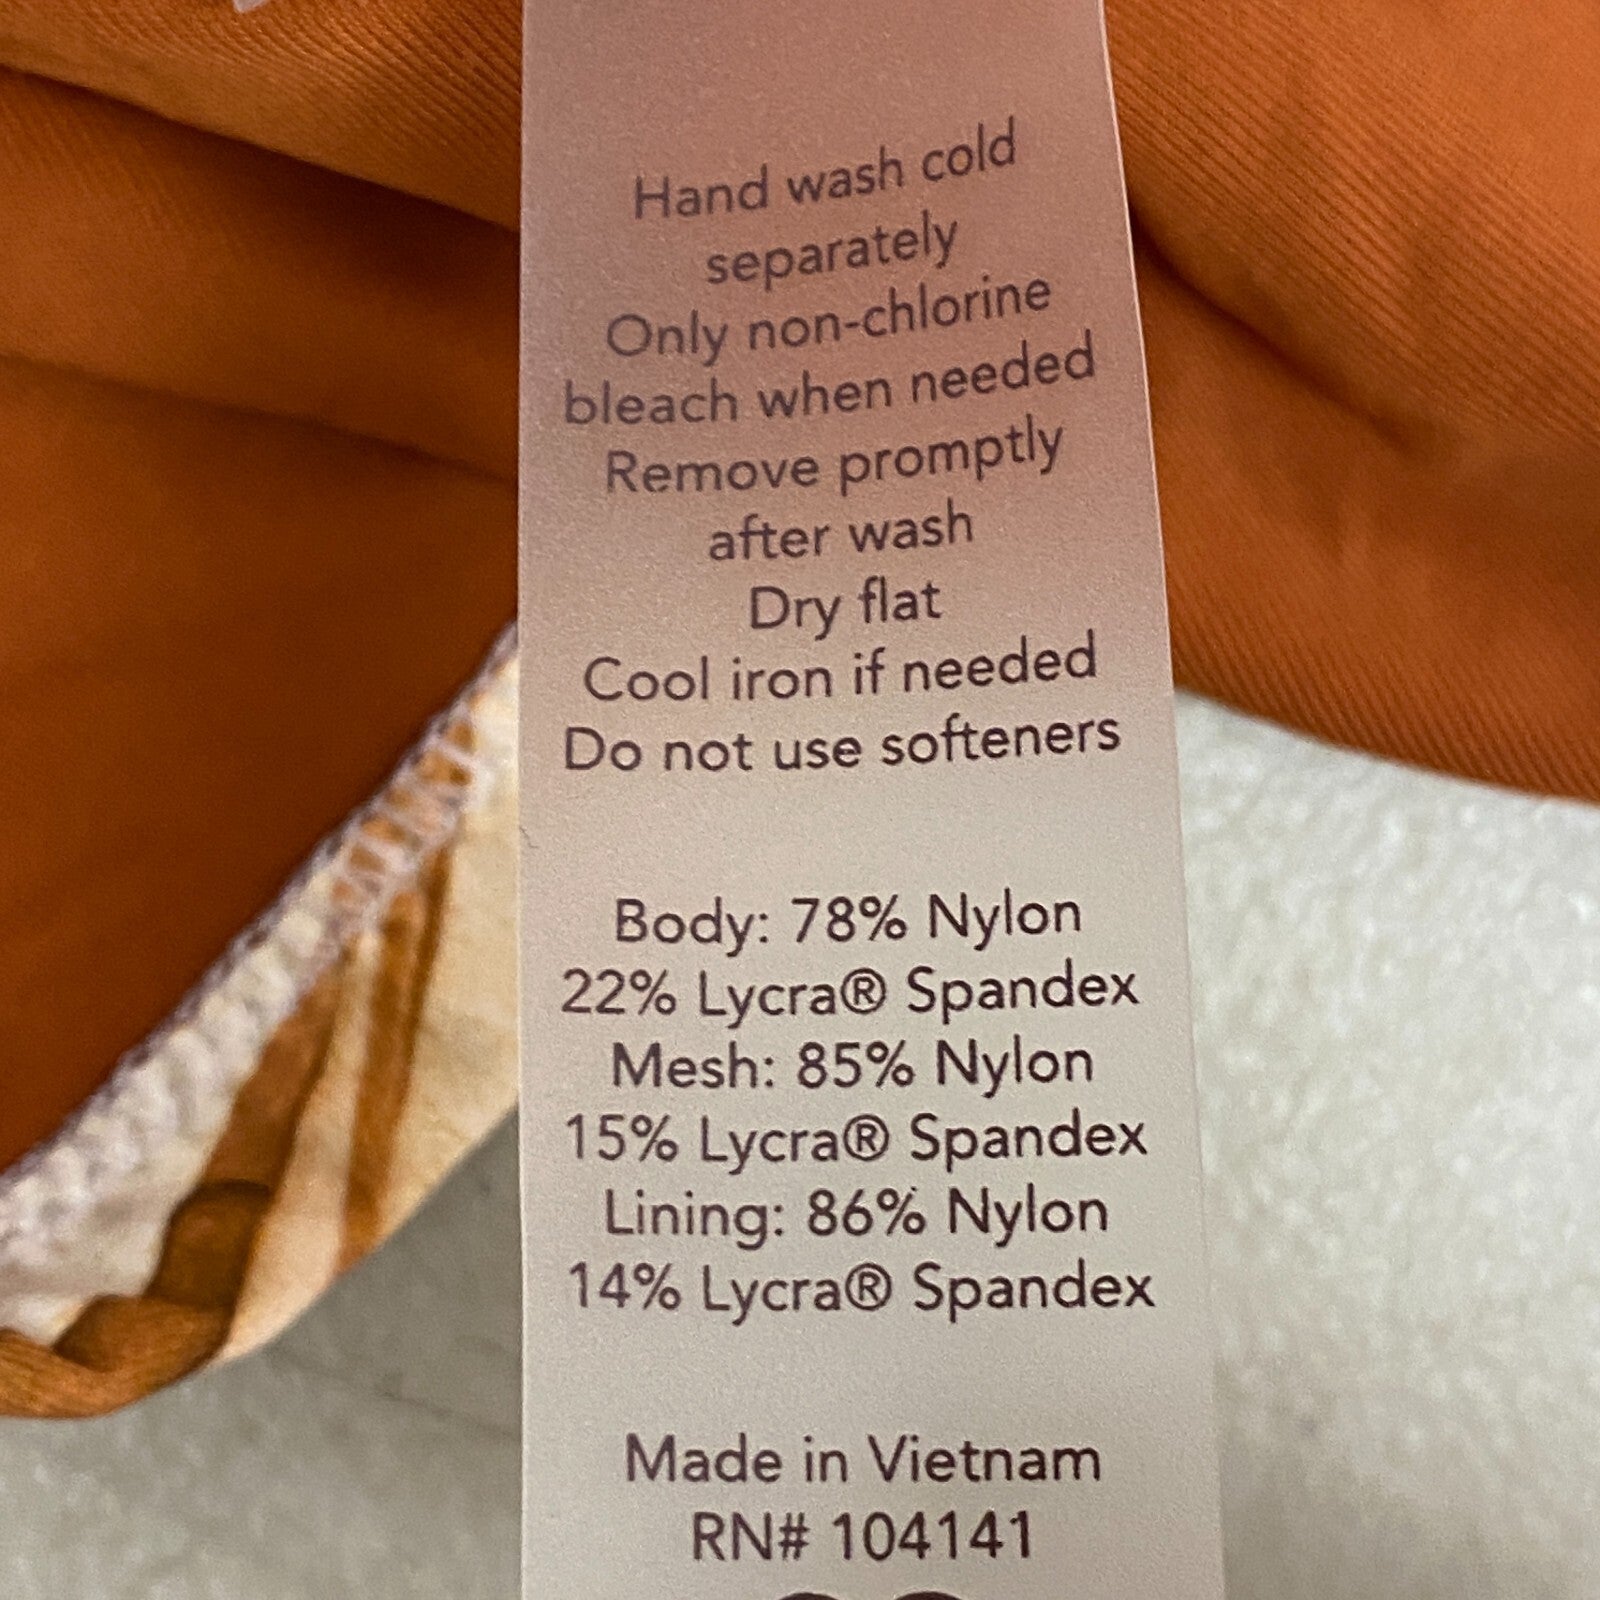 Hand wash cold
separately
Only non-chlorine
bleach when needed
Remove promptly
after wash
Dry flat
Cool iron if needed
Do not use softeners
Body: 78% Nylon
22% Lycra® Spandex
Mesh: 85% Nylon
15% Lycra® Spandex
Lining: 86% Nylon
14% Lycra® Spandex
Made in Vietnam
RN# 104141